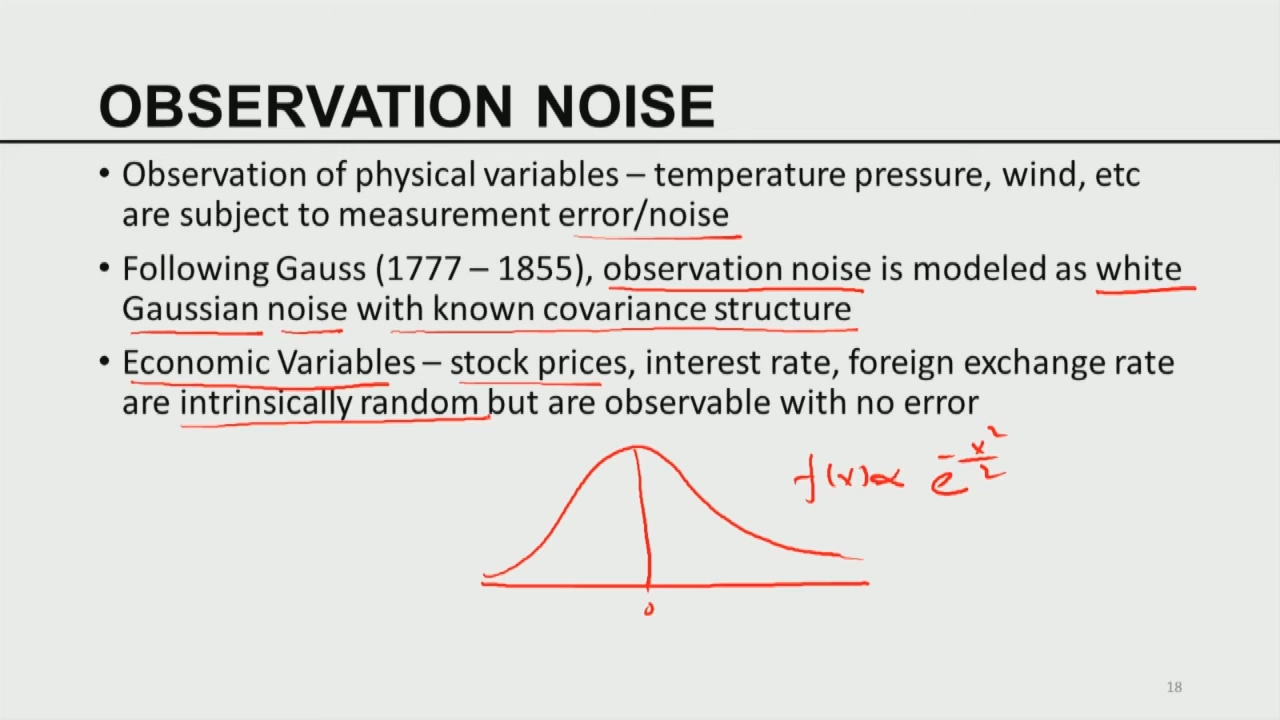 OBSERVATION NOISE
• Observation of physical variables – temperature pressure, wind, etc
are subject to measurement error/noise
• Following Gauss (1777 – 1855), observation noise is modeled as white
Gaussian noise with known covariance structure
• Economic Variables – stock prices, interest rate, foreign exchange rate
are intrinsically random but are observable with no error
f(x) ∝ e^{-x²/2}
0
18